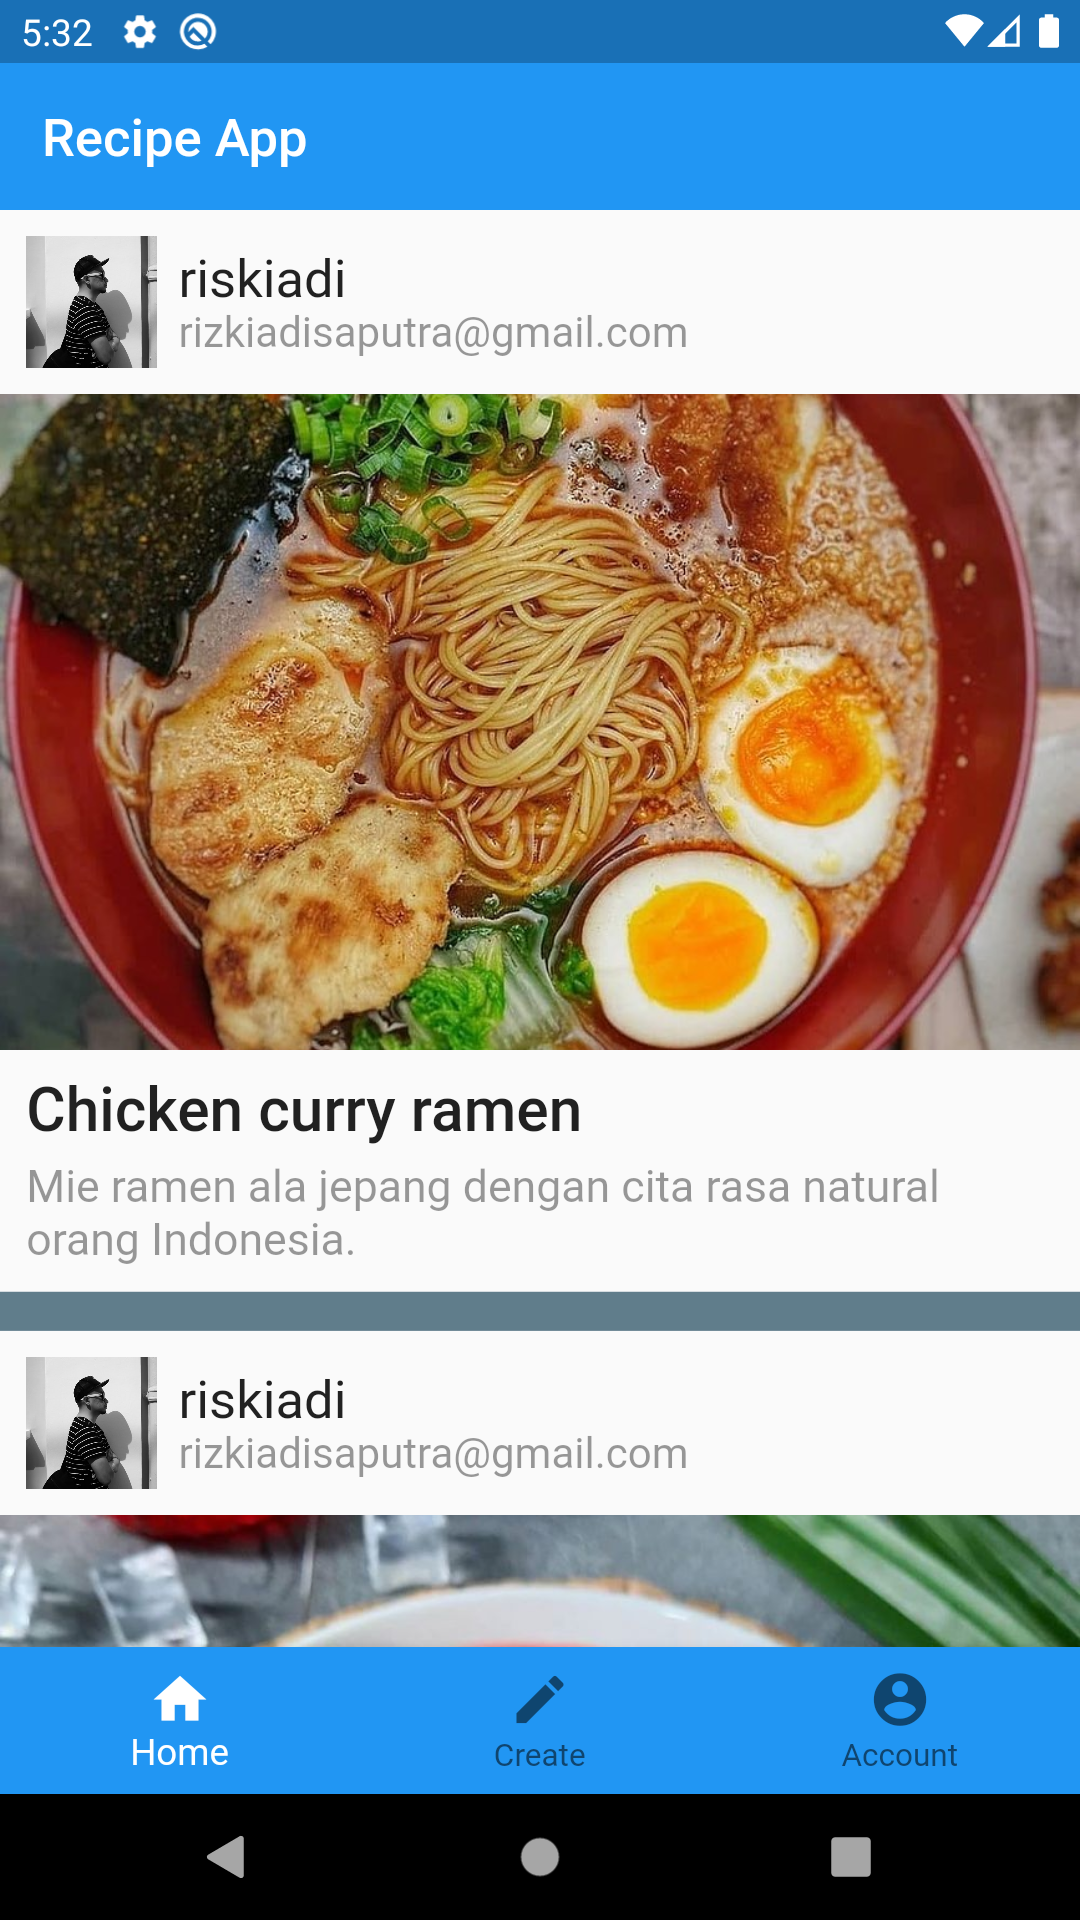 5:32
Recipe App
riskiadi
rizkiadisaputra@gmail.com
Chicken curry ramen
Mie ramen ala jepang dengan cita rasa natural
orang Indonesia.
riskiadi
rizkiadisaputra@gmail.com
Home
Create
Account